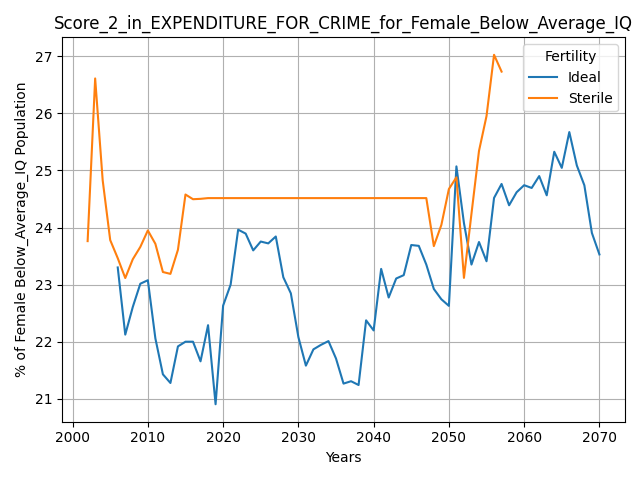 Score_2_in_EXPENDITURE_FOR_CRIME_for_Female_Below_Average_IQ
% of Female Below_Average_IQ Population
27
26
25
24
23
22
21
Fertility
Ideal
Sterile
2000 2010 2020 2030 2040 2050 2060 2070
Years